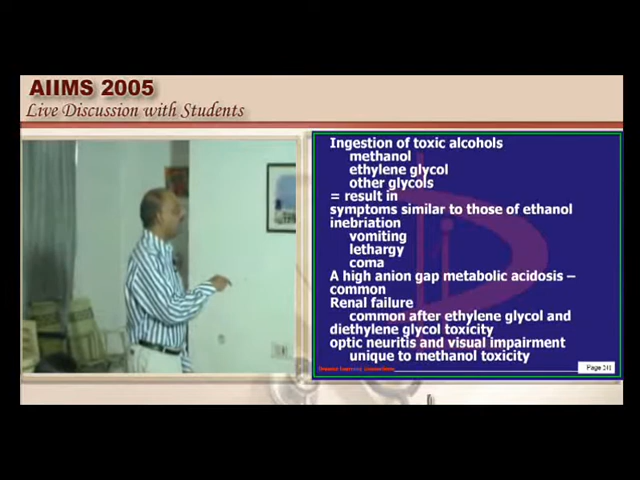 AIIMS 2005
Live Discussion with Students
Ingestion of toxic alcohols
methanol
ethylene glycol
other glycols
= result in
symptoms similar to those of ethanol
inebriation
vomiting
lethargy
coma
A high anion gap metabolic acidosis –
common
Renal failure
common after ethylene glycol and
diethylene glycol toxicity
optic neuritis and visual impairment
unique to methanol toxicity
Page